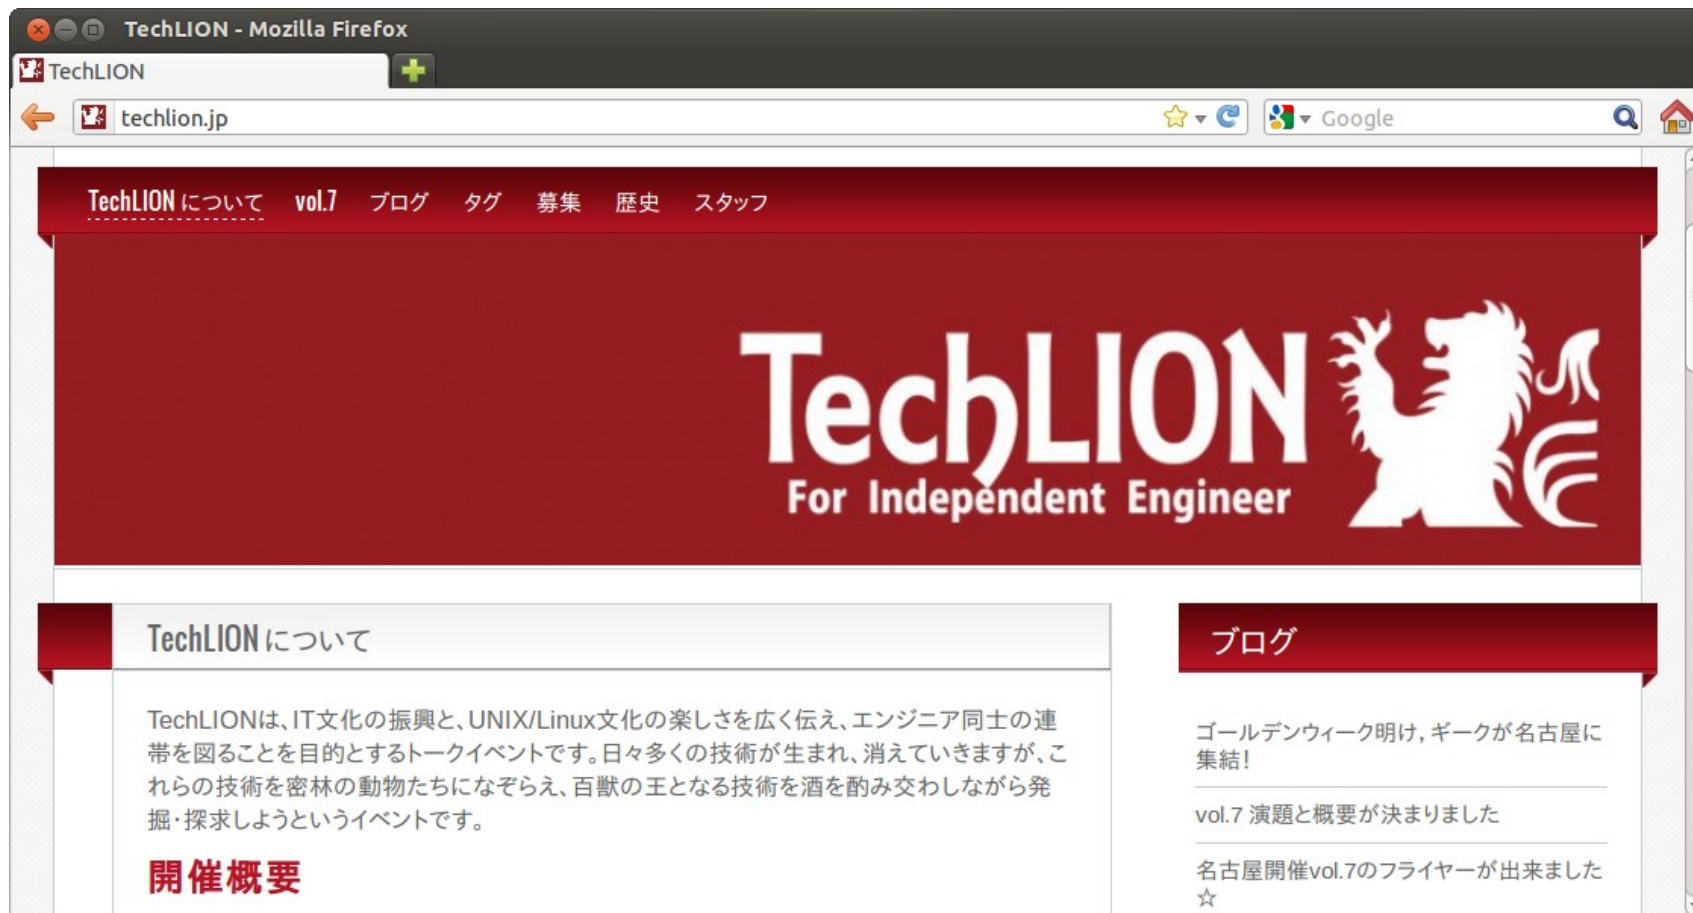 TechLION - Mozilla Firefox
TechLION
techlion.jp
Google
TechLION について vol.7 ブログ タグ 募集 歴史 スタッフ
TechLION
For Independent Engineer
TechLION について
TechLIONは、IT文化の振興と、UNIX/Linux文化の楽しさを広く伝え、エンジニア同士の連
帯を図ることを目的とするトークイベントです。日々多くの技術が生まれ、消えていきますが、こ
れらの技術を密林の動物たちになぞらえ、百獣の王となる技術を酒を酌み交わしながら発
掘・探求しようというイベントです。
開催概要
ブログ
ゴールデンウィーク明け，ギークが名古屋に
集結！
vol.7 演題と概要が決まりました
名古屋開催vol.7のフライヤーが出来ました
☆